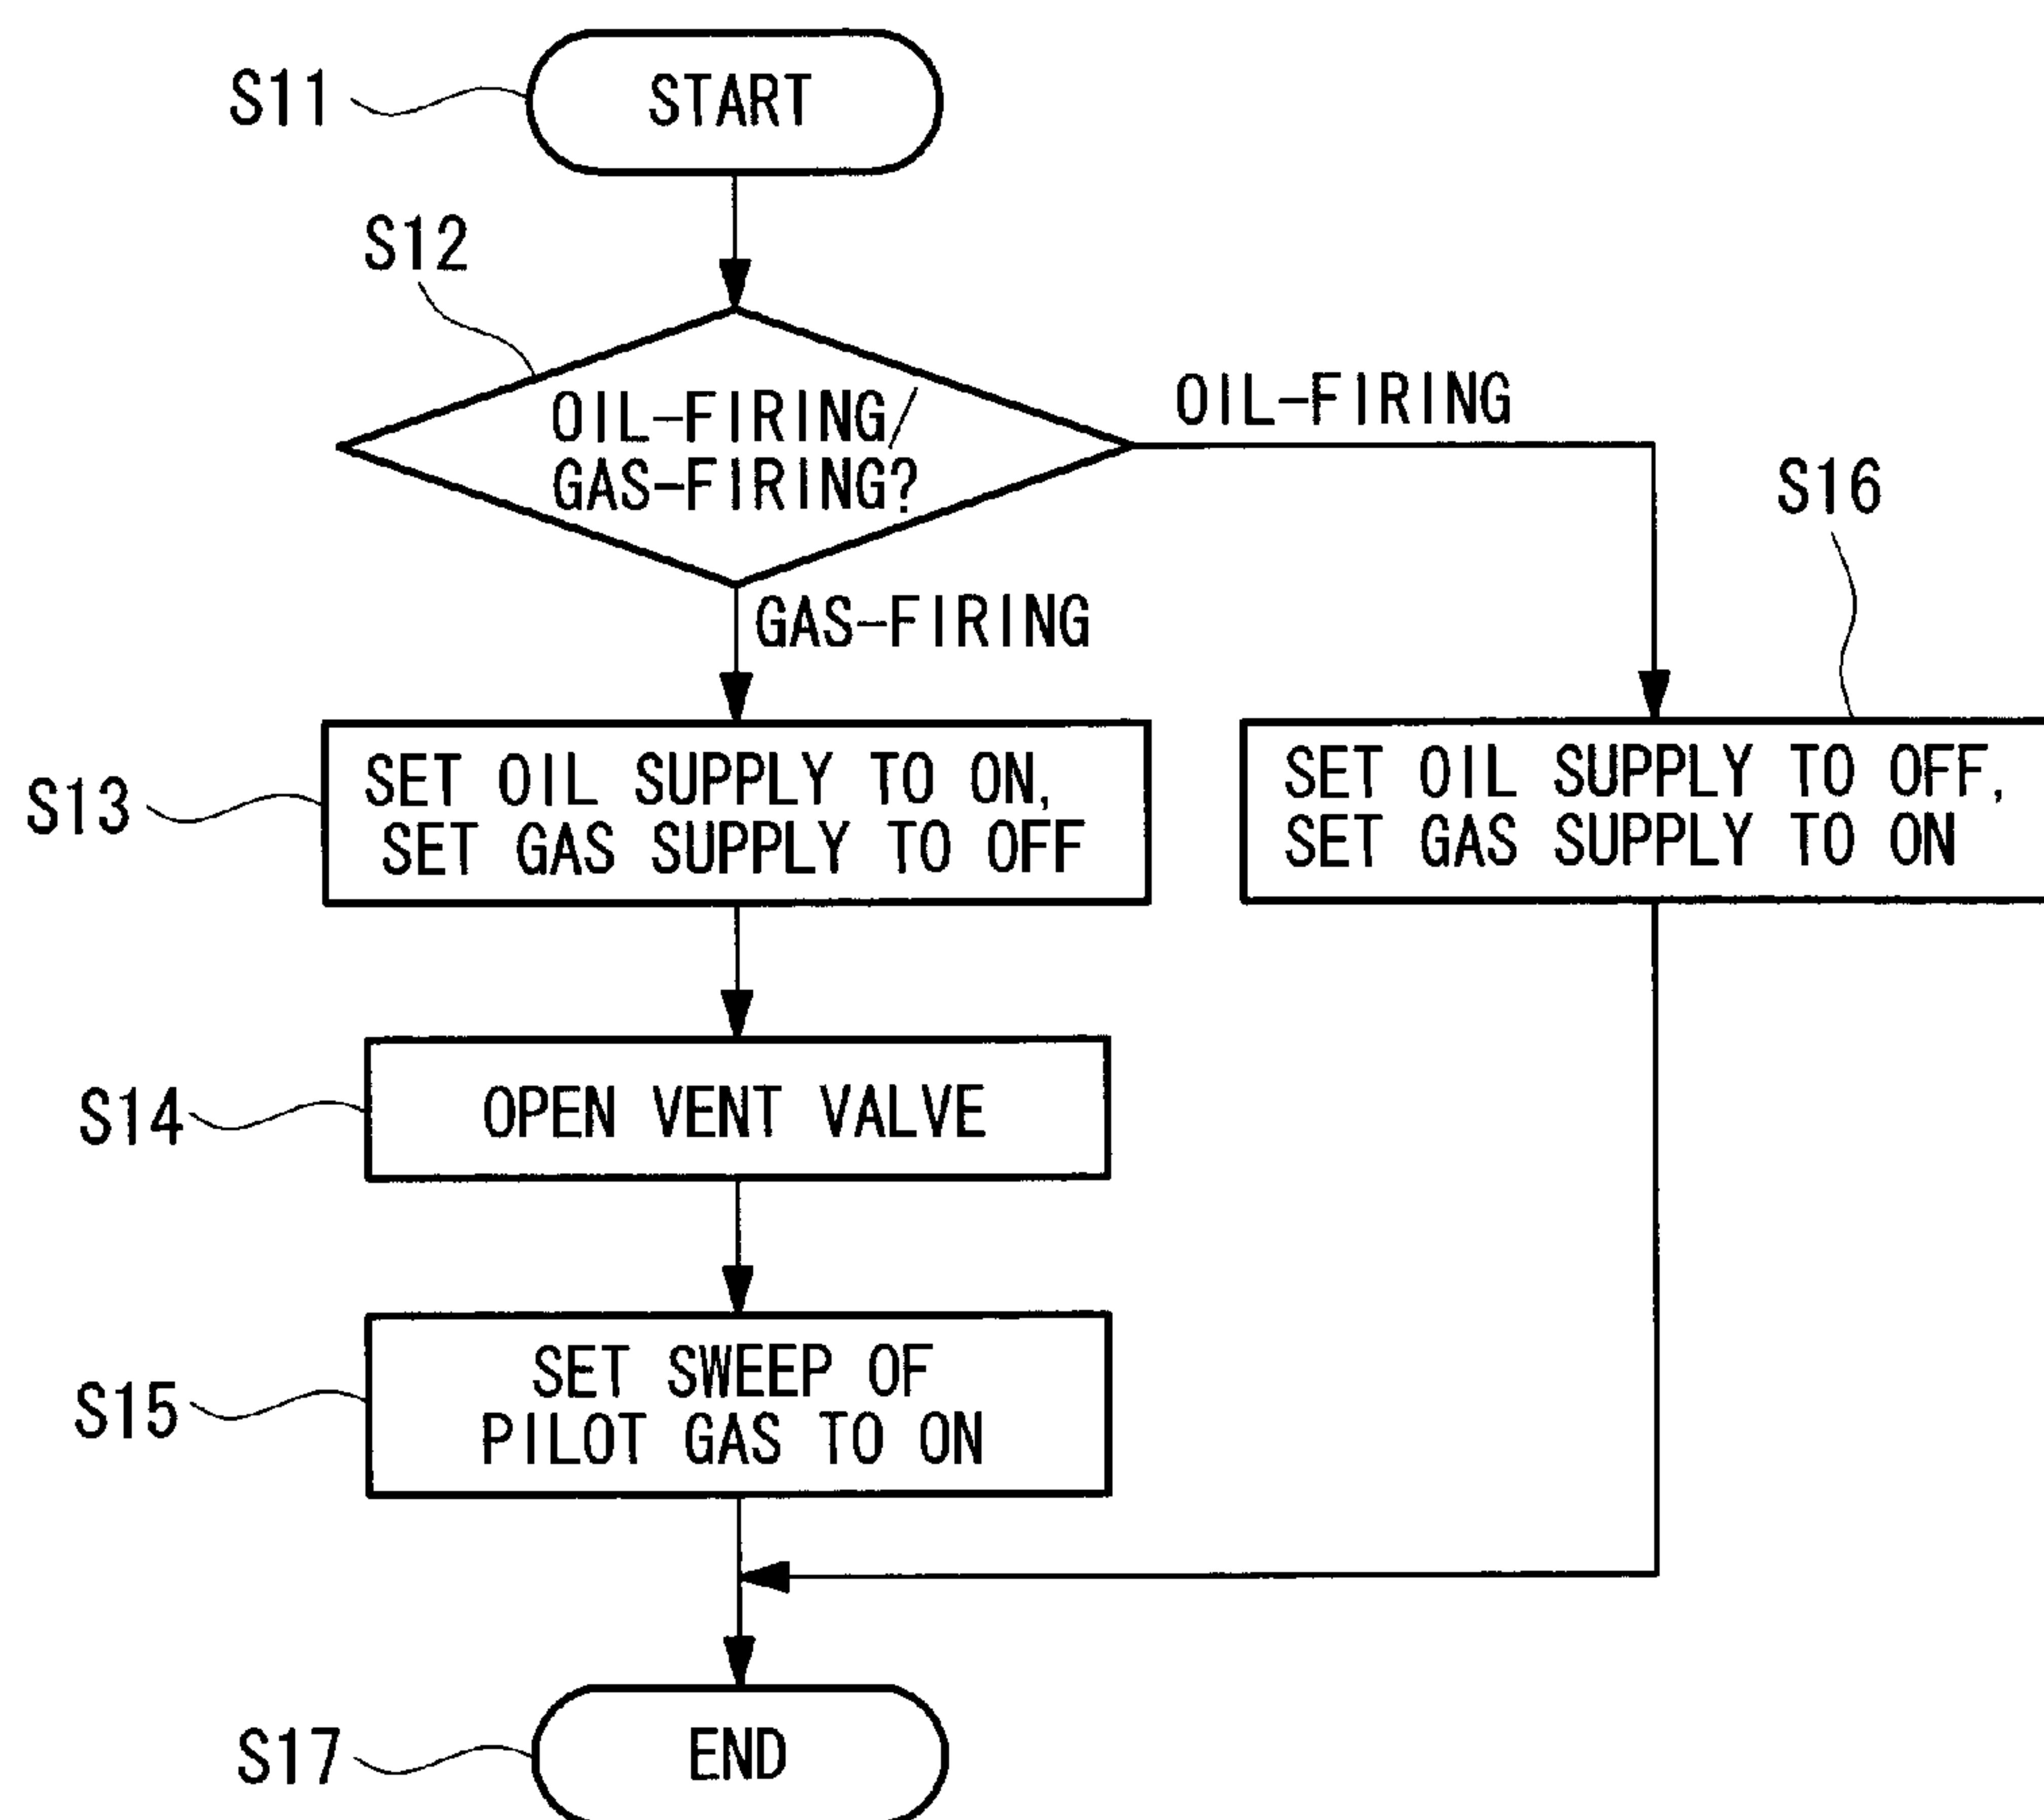 S11
START
S12
OIL-FIRING/
GAS-FIRING?
OIL-FIRING
GAS-FIRING
S16
S13
SET OIL SUPPLY TO ON,
SET GAS SUPPLY TO OFF
SET OIL SUPPLY TO OFF,
SET GAS SUPPLY TO ON
S14
OPEN VENT VALVE
S15
SET SWEEP OF
PILOT GAS TO ON
S17
END